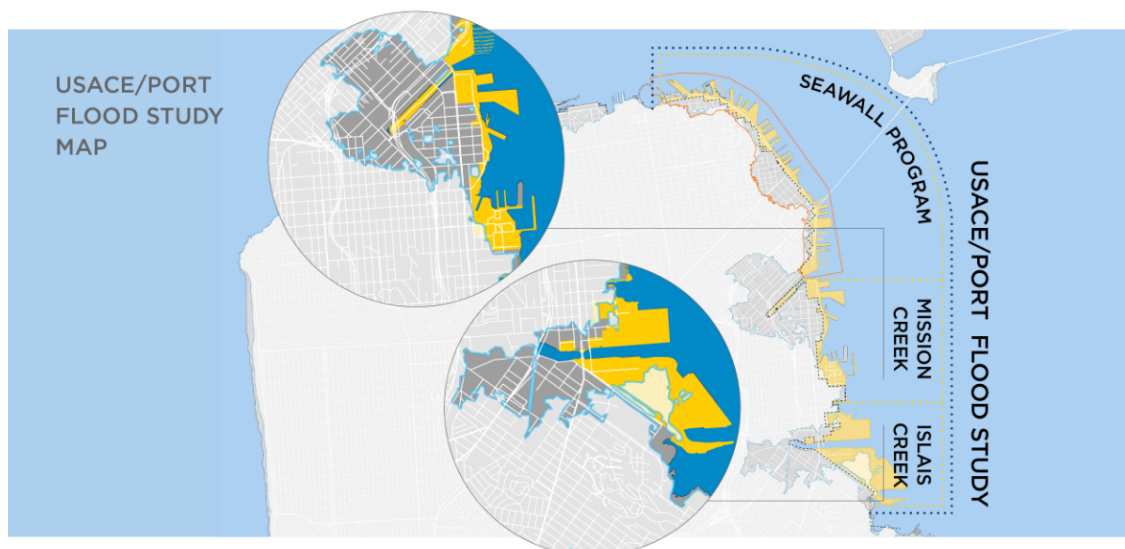 USACE/PORT
FLOOD STUDY
MAP
SEAWALL PROGRAM
USACE/PORT FLOOD STUDY
MISSION
CREEK
ISLAIS
CREEK